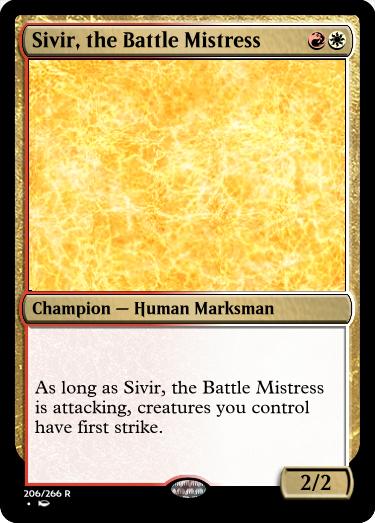 Sivir, the Battle Mistress
Champion — Human Marksman
As long as Sivir, the Battle Mistress
is attacking, creatures you control
have first strike.
2/2
206/266 R